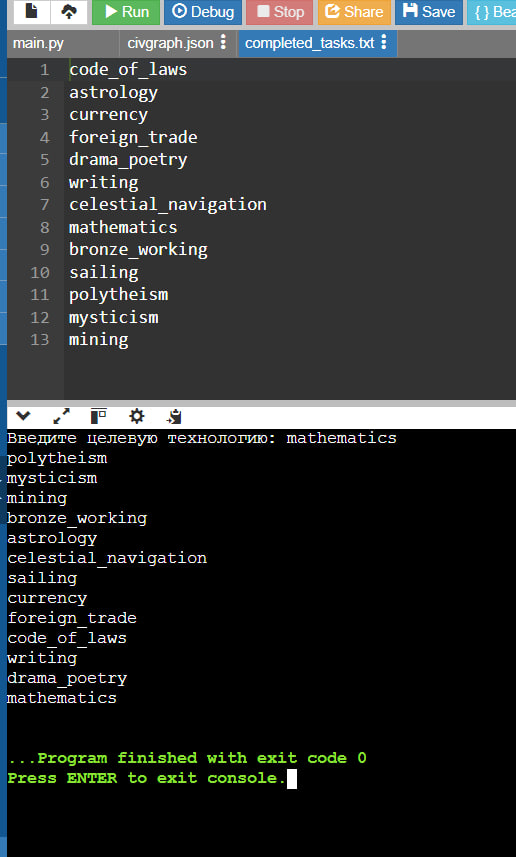 Run Debug Stop Share Save { } Bea
main.py civgraph.json completed_tasks.txt
1 code_of_laws
2 astrology
3 currency
4 foreign_trade
5 drama_poetry
6 writing
7 celestial_navigation
8 mathematics
9 bronze_working
10 sailing
11 polytheism
12 mysticism
13 mining
Введите целевую технологию: mathematics
polytheism
mysticism
mining
bronze_working
astrology
celestial_navigation
sailing
currency
foreign_trade
code_of_laws
writing
drama_poetry
mathematics
...Program finished with exit code 0
Press ENTER to exit console.